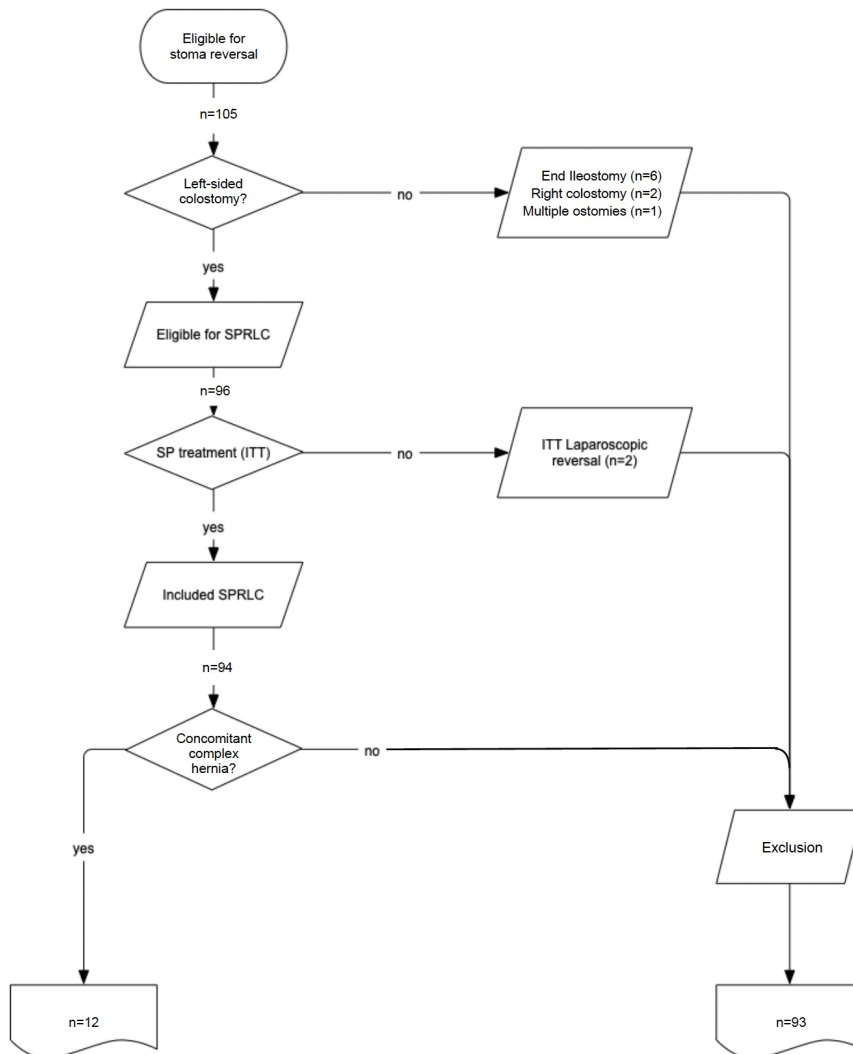 Eligible for
stoma reversal
n=105
Left-sided
colostomy?
no
End Ileostomy (n=6)
Right colostomy (n=2)
Multiple ostomies (n=1)
yes
Eligible for SPRLC
n=96
SP treatment (ITT)
no
ITT Laparoscopic
reversal (n=2)
yes
Included SPRLC
n=94
Concomitant
complex
hernia?
no
yes
Exclusion
n=12
n=93